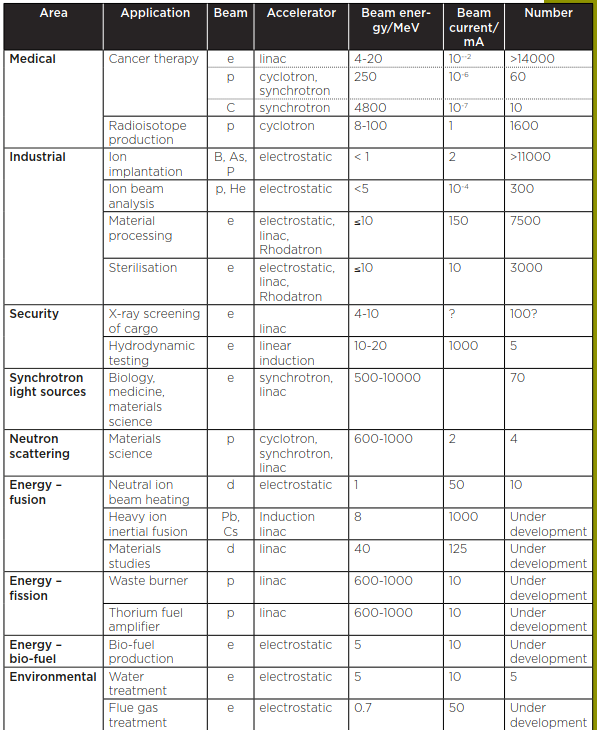 Area Application Beam Accelerator Beam ener- Beam Number
gy/MeV current/
mA
Medical Cancer therapy e linac 4-20 10⁻² >14000
p cyclotron, 250 10⁻⁶ 60
synchrotron
C synchrotron 4800 10⁻⁷ 10
Radioisotope p cyclotron 8-100 1 1600
production
Industrial Ion B, As, electrostatic < 1 2 >11000
implantation P
Ion beam p, He electrostatic <5 10⁻⁴ 300
analysis
Material e electrostatic, ≤10 150 7500
processing linac,
Rhodatron
Sterilisation e electrostatic, ≤10 10 3000
linac,
Rhodatron
Security X-ray screening e 4-10 ? 100?
of cargo linac
Hydrodynamic e linear 10-20 1000 5
testing induction
Synchrotron Biology, e synchrotron, 500-10000 70
light sources medicine, linac
materials
science
Neutron Materials p cyclotron, 600-1000 2 4
scattering science synchrotron,
linac
Energy – Neutral ion d electrostatic 1 50 10
fusion beam heating
Heavy ion Pb, Induction 8 1000 Under
inertial fusion Cs linac development
Materials d linac 40 125 Under
studies development
Energy – Waste burner p linac 600-1000 10 Under
fission development
Thorium fuel p linac 600-1000 10 Under
amplifier development
Energy – Bio-fuel e electrostatic 5 10 Under
bio-fuel production development
Environmental Water e electrostatic 5 10 5
treatment
Flue gas e electrostatic 0.7 50 Under
treatment development